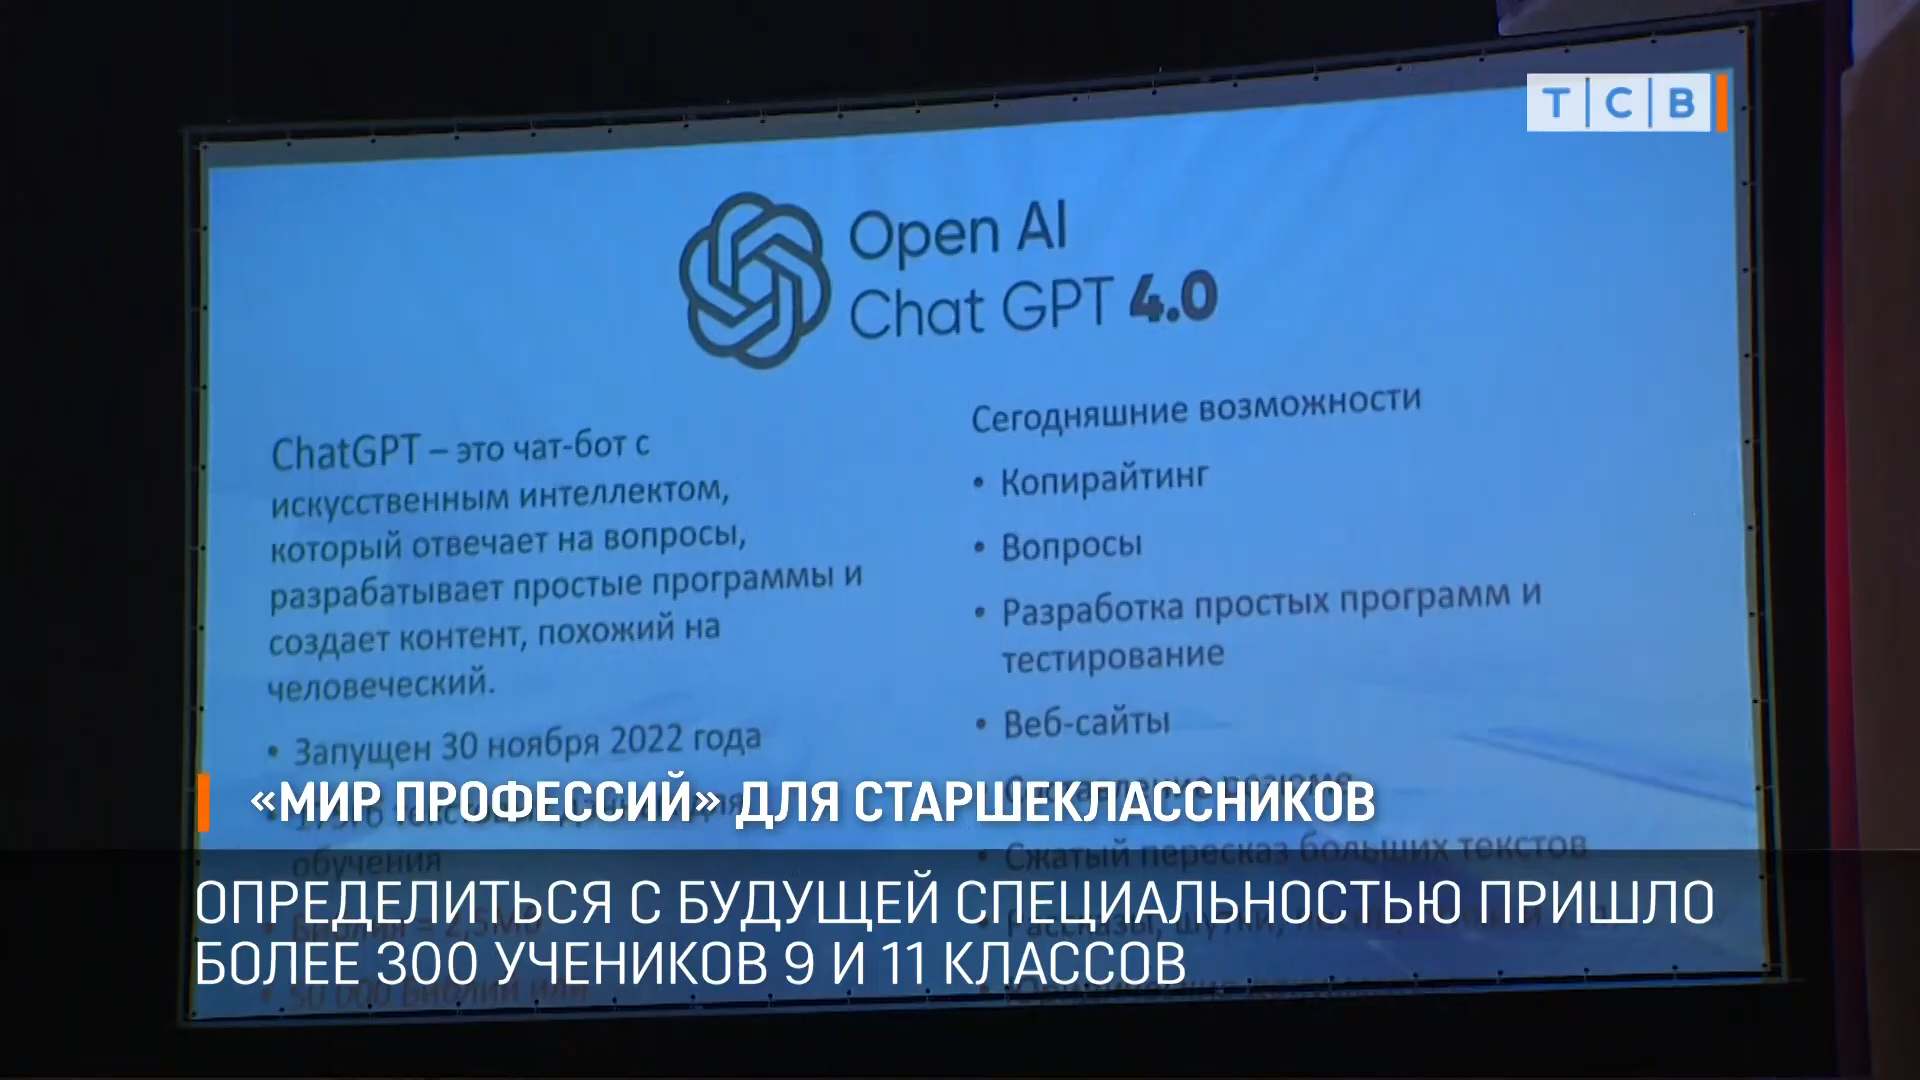 Т|С|В
Open AI
Chat GPT 4.0
ChatGPT – это чат-бот с
искусственным интеллектом,
который отвечает на вопросы,
разрабатывает простые программы и
создает контент, похожий на
человеческий.
• Запущен 30 ноября 2022 года
обучения
Сегодняшние возможности
• Копирайтинг
• Вопросы
• Разработка простых программ и
тестирование
• Веб-сайты
• Сжатый пересказ больших текстов
«МИР ПРОФЕССИЙ» ДЛЯ СТАРШЕКЛАССНИКОВ
ОПРЕДЕЛИТЬСЯ С БУДУЩЕЙ СПЕЦИАЛЬНОСТЬЮ ПРИШЛО
БОЛЕЕ 300 УЧЕНИКОВ 9 И 11 КЛАССОВ